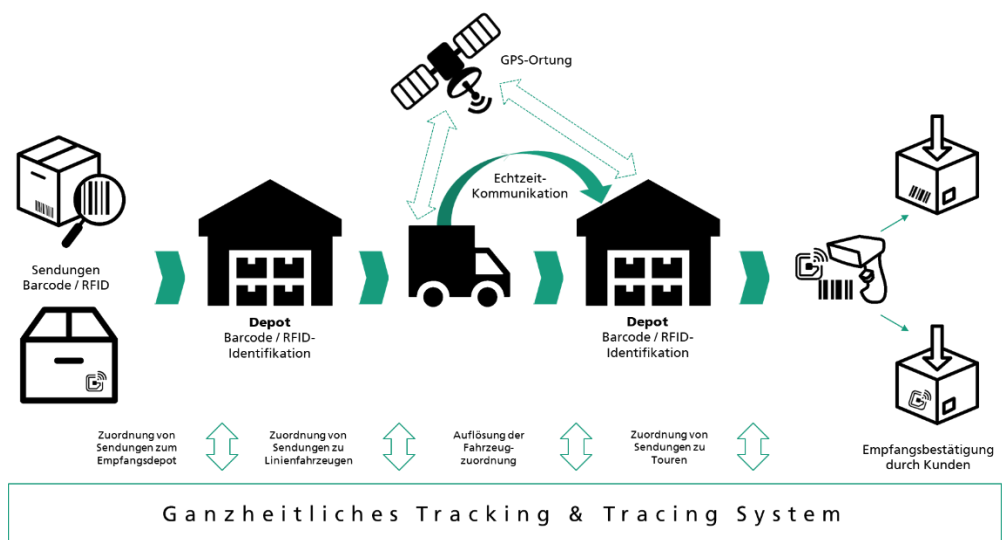 GPS-Ortung
Echtzeit-
Kommunikation
Sendungen
Barcode / RFID
Depot
Barcode / RFID-
Identifikation
Depot
Barcode / RFID-
Identifikation
Zuordnung von
Sendungen zum
Empfangsdepot
Zuordnung von
Sendungen zu
Linienfahrzeugen
Auflösung der
Fahrzeug-
zuordnung
Zuordnung von
Sendungen zu
Touren
Empfangsbestätigung
durch Kunden
Ganzheitliches Tracking & Tracing System